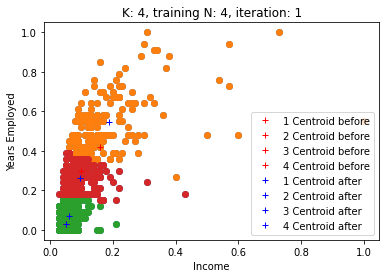 K: 4, training N: 4, iteration: 1
1.0
0.8
0.6
0.4
0.2
0.0
Years Employed
1 Centroid before
2 Centroid before
3 Centroid before
4 Centroid before
1 Centroid after
2 Centroid after
3 Centroid after
4 Centroid after
0.0 0.2 0.4 0.6 0.8 1.0
Income